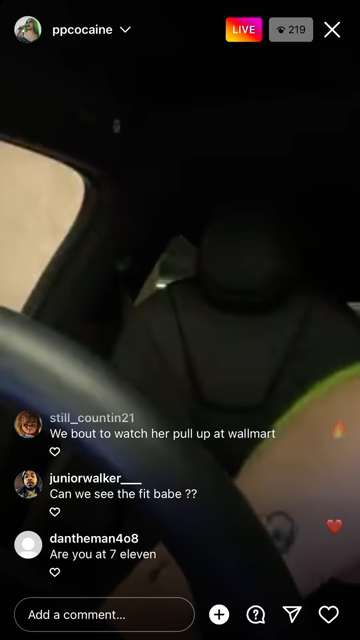 ppcocaine
LIVE
219
still_countin21
We bout to watch her pull up at wallmart
juniorwalker___
Can we see the fit babe ??
dantheman4o8
Are you at 7 eleven
Add a comment...